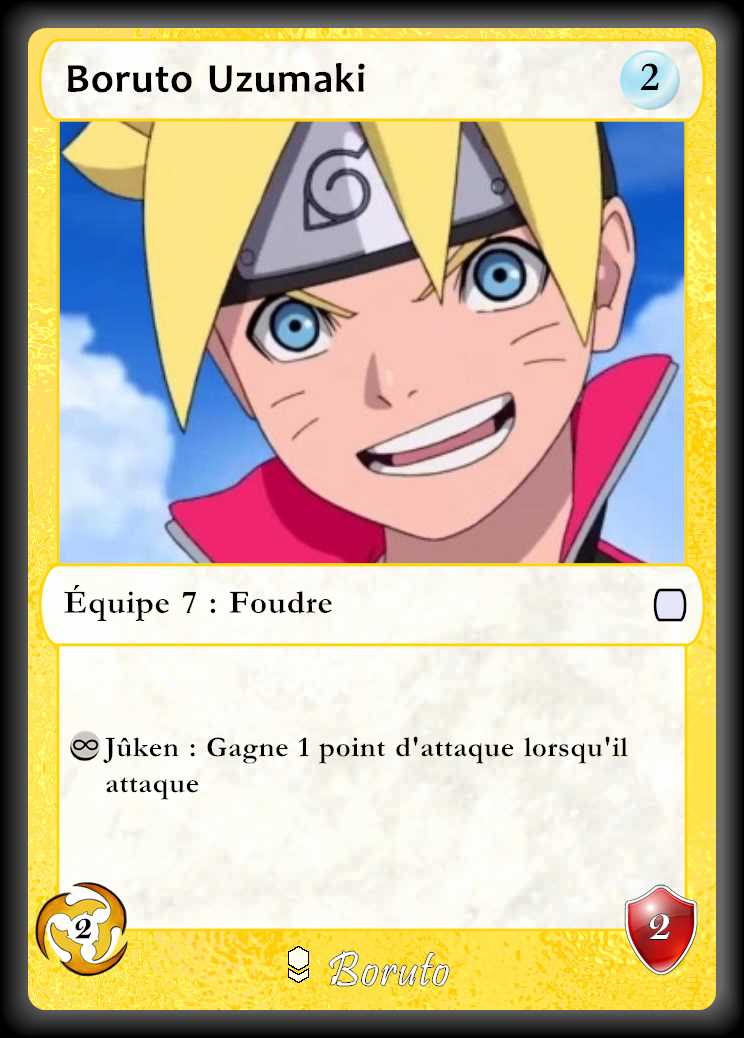 Boruto Uzumaki
2
Équipe 7 : Foudre
∞ Jûken : Gagne 1 point d'attaque lorsqu'il
attaque
2
2
Boruto